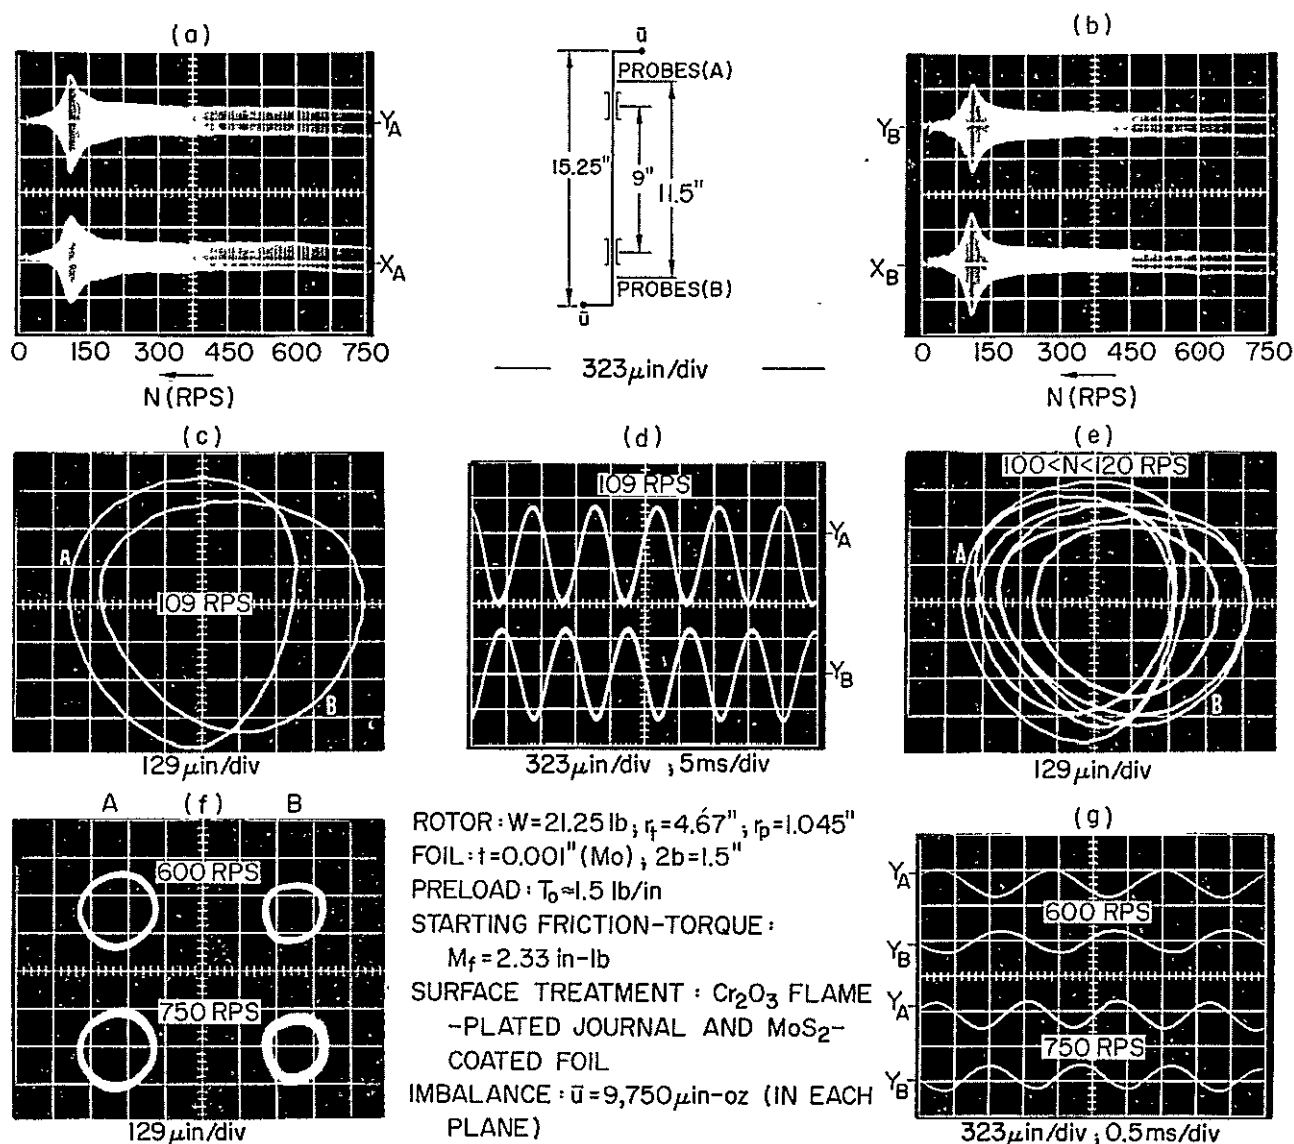 (a)
Y_A
X_A
0 150 300 450 600 750
N (RPS)
ū
PROBES(A)
15.25"
9"
11.5"
PROBES(B)
ū
323μin/div
(b)
Y_B
X_B
0 150 300 450 600 750
N (RPS)
(c)
A
109 RPS
B
129μin/div
(d)
109 RPS
Y_A
Y_B
323μin/div ; 5ms/div
(e)
100<N<120 RPS
A
B
129μin/div
A (f) B
600 RPS
750 RPS
129μin/div
ROTOR : W=21.25 lb ; r_t=4.67" ; r_p=1.045"
FOIL : t=0.001" (Mo) ; 2b=1.5"
PRELOAD : T_o≈1.5 lb/in
STARTING FRICTION-TORQUE :
M_f=2.33 in-lb
SURFACE TREATMENT : Cr₂O₃ FLAME
-PLATED JOURNAL AND MoS₂-
COATED FOIL
IMBALANCE : ū=9,750μin-oz (IN EACH
PLANE)
(g)
Y_A
600 RPS
Y_B
Y_A
750 RPS
Y_B
323μin/div ; 0.5ms/div